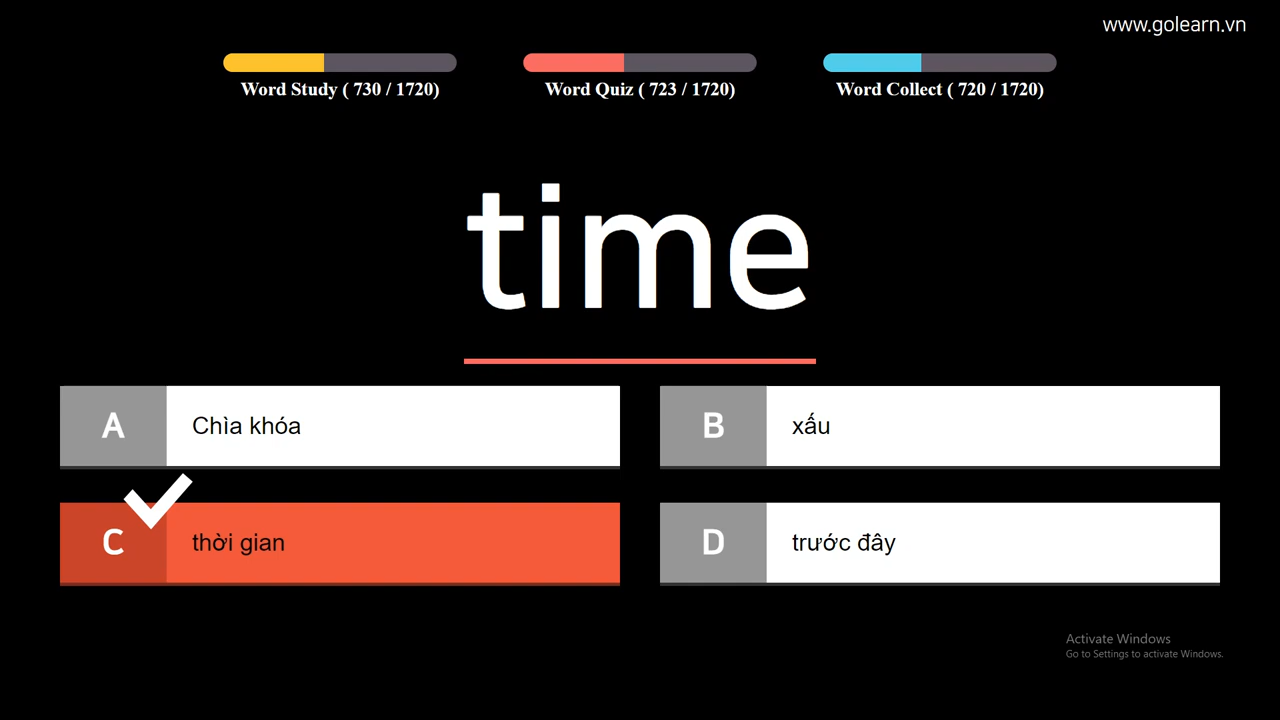 www.golearn.vn
Word Study ( 730 / 1720)
Word Quiz ( 723 / 1720)
Word Collect ( 720 / 1720)
time
A Chìa khóa
B xấu
C thời gian
D trước đây
Activate Windows
Go to Settings to activate Windows.